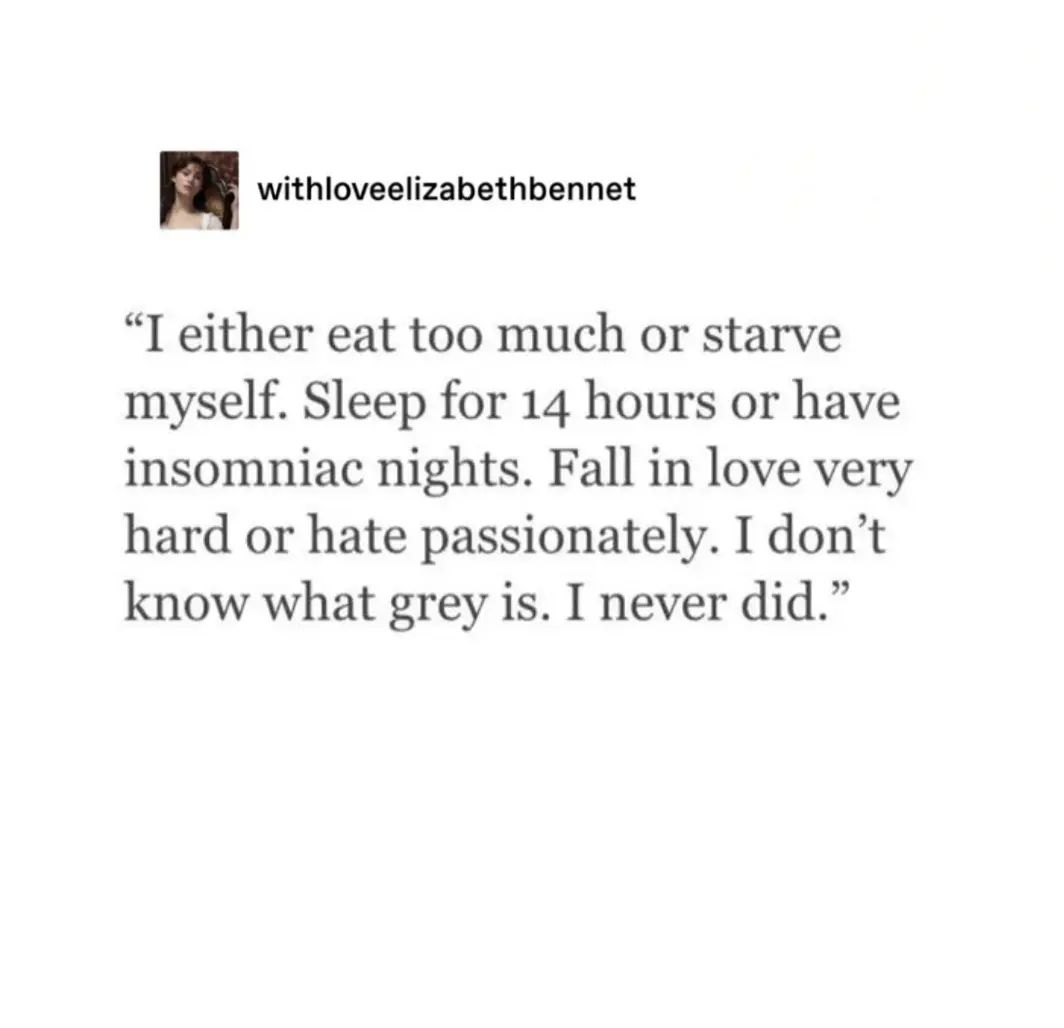 withloveelizabethbennet
“I either eat too much or starve
myself. Sleep for 14 hours or have
insomniac nights. Fall in love very
hard or hate passionately. I don’t
know what grey is. I never did.”